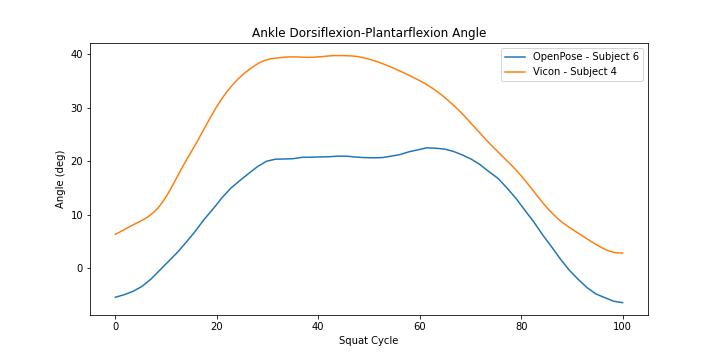 Ankle Dorsiflexion-Plantarflexion Angle
OpenPose - Subject 6
Vicon - Subject 4
Angle (deg)
40
30
20
10
0
0 20 40 60 80 100
Squat Cycle